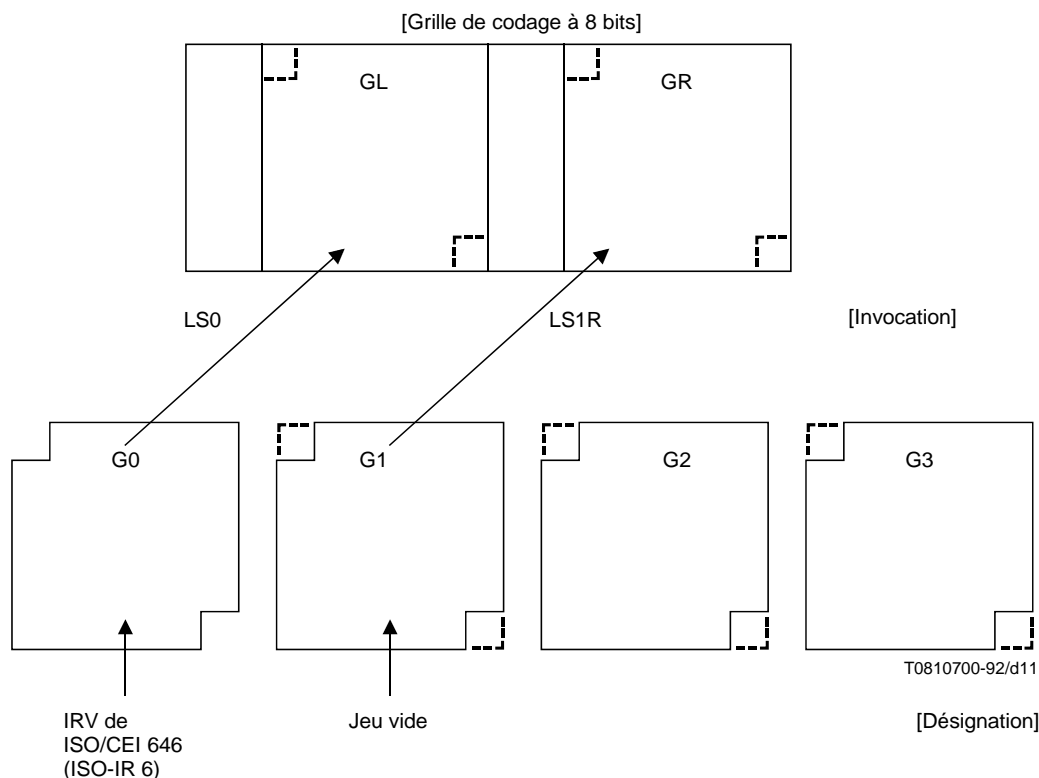 [Grille de codage à 8 bits]
GL
GR
LS0
LS1R
[Invocation]
G0
G1
G2
G3
T0810700-92/d11
IRV de
ISO/CEI 646
(ISO-IR 6)
Jeu vide
[Désignation]